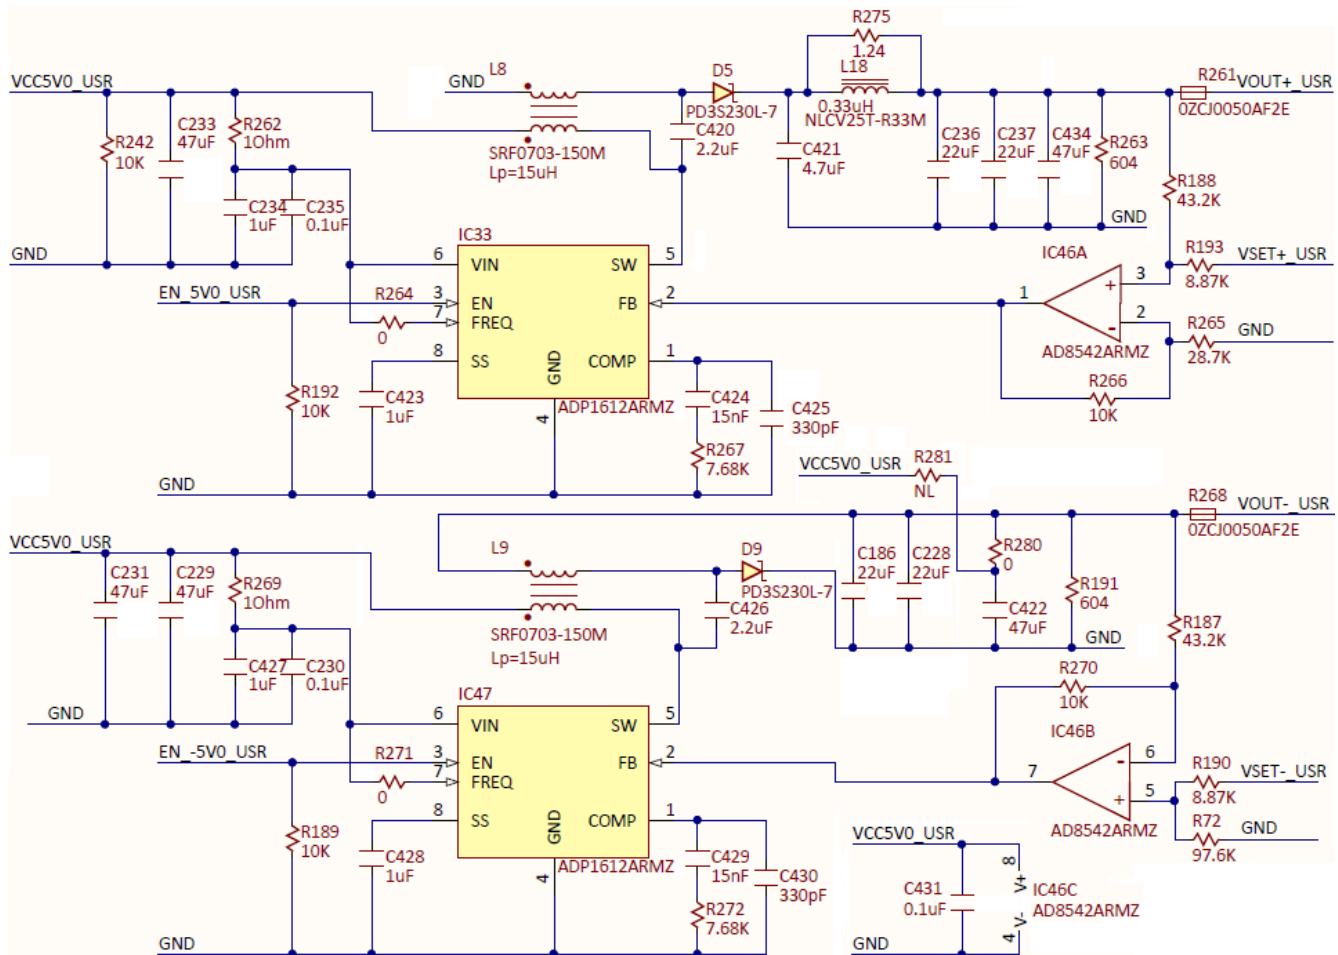 VCC5V0_USR
R242
10K
C233
47uF
R262
1Ohm
C234
1uF
C235
0.1uF
GND
GND
L8
SRF0703-150M
Lp=15uH
D5
PD3S230L-7
C420
2.2uF
R275
1.24
L18
0.33uH
NLCV25T-R33M
C421
4.7uF
C236
22uF
C237
22uF
C434
47uF
R263
604
GND
R261
VOUT+_USR
0ZCJ0050AF2E
R188
43.2K
R193
VSET+_USR
8.87K
IC46A
3
+
1
2
-
AD8542ARMZ
R265
GND
28.7K
R266
10K
IC33
6
VIN
SW
5
EN_5V0_USR
3
EN
FB
2
R264
0
7
FREQ
8
SS
GND
COMP
1
4
ADP1612ARMZ
R192
10K
C423
1uF
C424
15nF
C425
330pF
R267
7.68K
GND
VCC5V0_USR
R281
NL
R268
VOUT-_USR
0ZCJ0050AF2E
VCC5V0_USR
C231
47uF
C229
47uF
R269
1Ohm
C427
1uF
C230
0.1uF
GND
L9
SRF0703-150M
Lp=15uH
D9
PD3S230L-7
C426
2.2uF
C186
22uF
C228
22uF
R280
0
C422
47uF
R191
604
GND
R187
43.2K
R270
10K
IC46B
6
-
7
5
+
AD8542ARMZ
R190
VSET-_USR
8.87K
R72
GND
97.6K
IC47
6
VIN
SW
5
EN_-5V0_USR
3
EN
FB
2
R271
0
7
FREQ
8
SS
GND
COMP
1
4
ADP1612ARMZ
R189
10K
C428
1uF
C429
15nF
C430
330pF
R272
7.68K
GND
VCC5V0_USR
C431
0.1uF
8
V+
IC46C
AD8542ARMZ
V-
4
GND